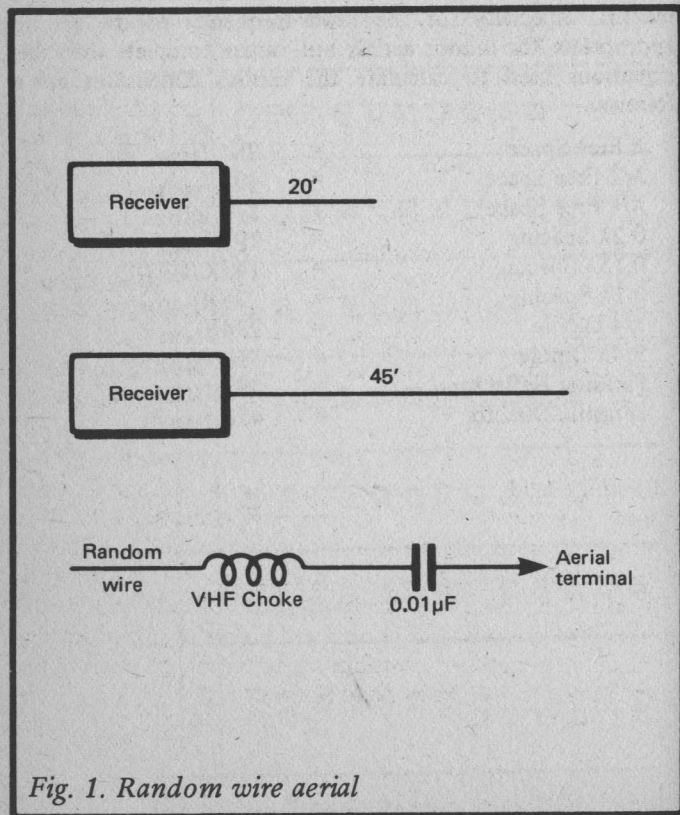 Receiver
20′
Receiver
45′
Random
wire
VHF Choke
0.01µF
Aerial
terminal
Fig. 1. Random wire aerial